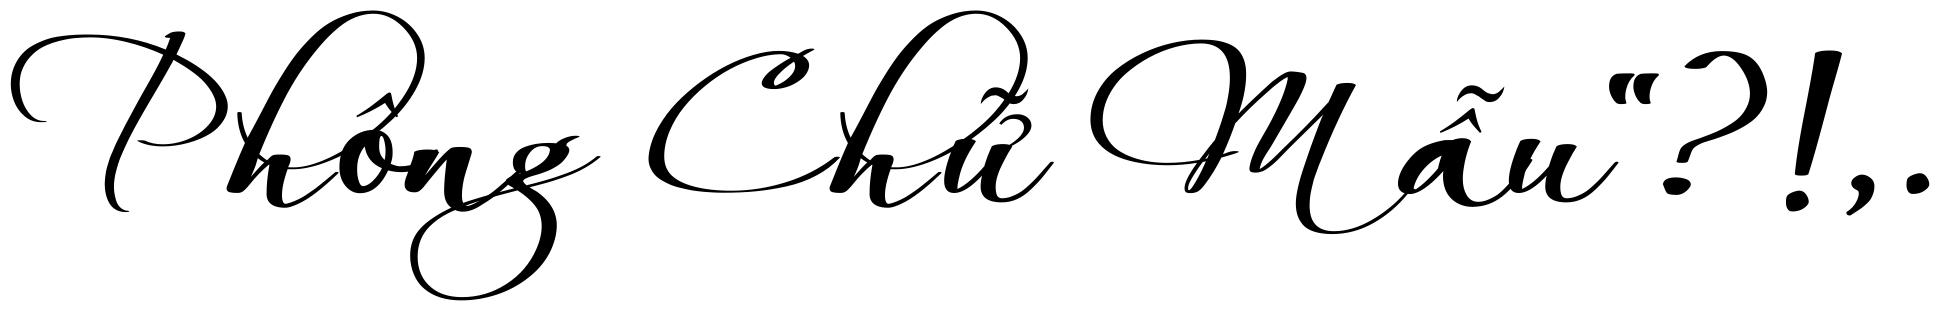 Phông Chữ Mẫu“?!,.